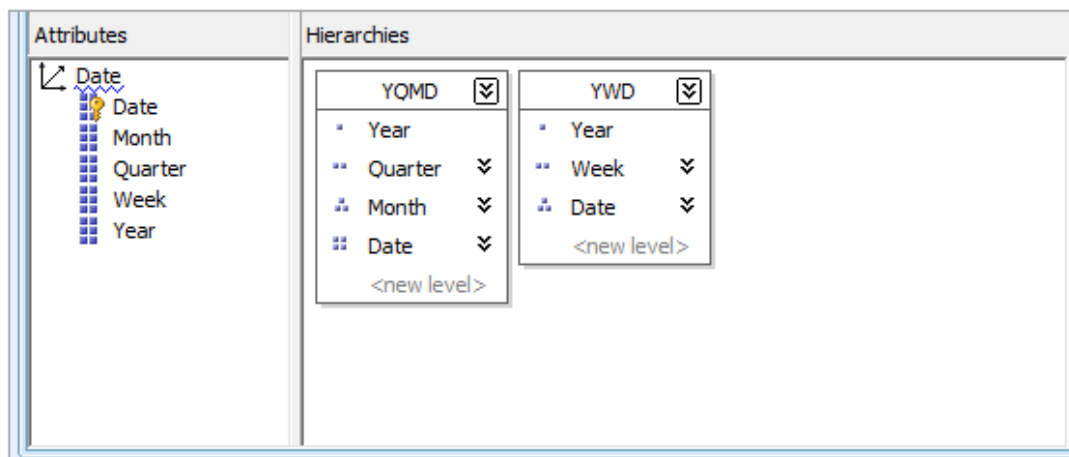 Attributes
Date
Date
Month
Quarter
Week
Year
Hierarchies
YQMD
Year
Quarter
Month
Date
<new level>
YWD
Year
Week
Date
<new level>